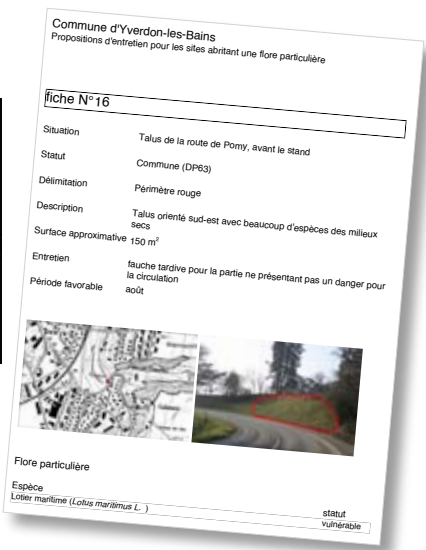 Commune d'Yverdon-les-Bains
Propositions d'entretien pour les sites abritant une flore particulière
fiche N°16
Situation Talus de la route de Pomy, avant le stand
Statut Commune (DP63)
Délimitation Périmètre rouge
Description Talus orienté sud-est avec beaucoup d'espèces des milieux
secs
Surface approximative 150 m²
Entretien fauche tardive pour la partie ne présentant pas un danger pour
la circulation
Période favorable août
Flore particulière
Espèce statut
Lotier maritime (Lotus maritimus L. ) vulnérable